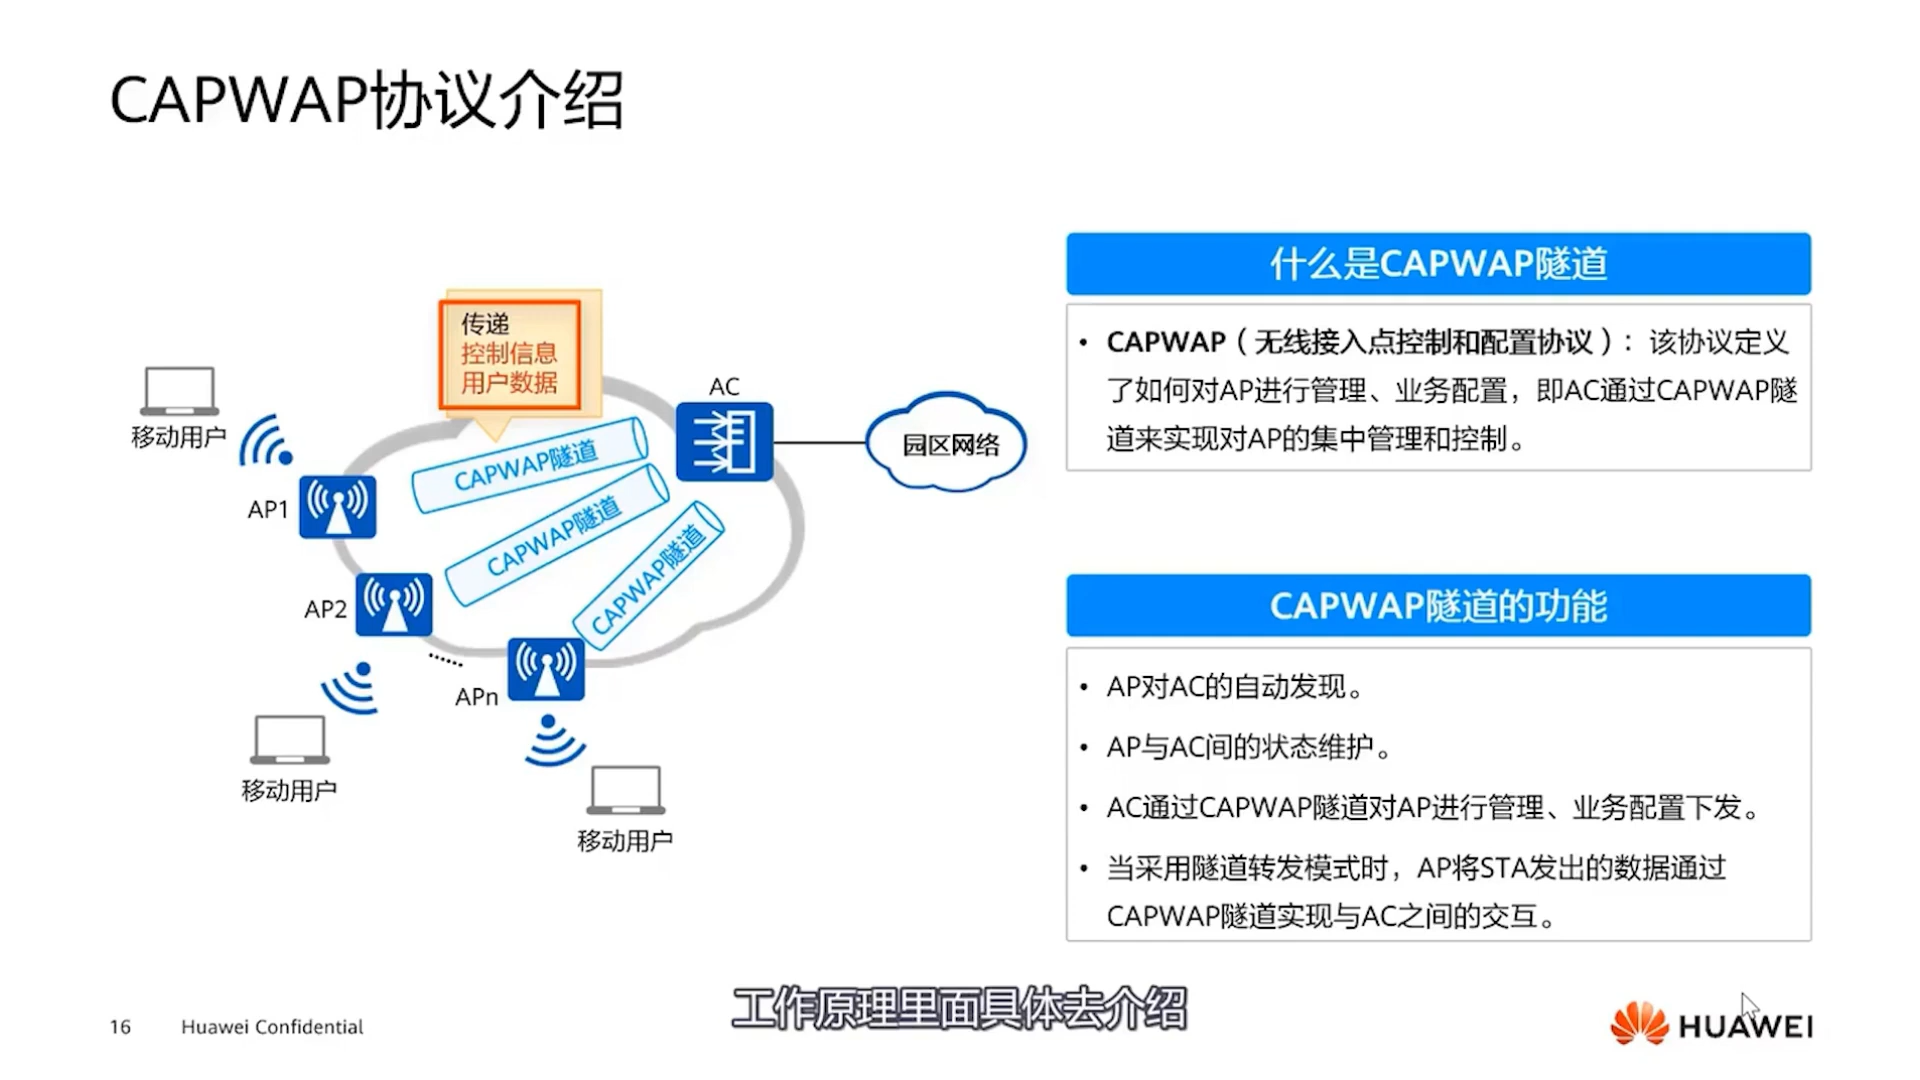 CAPWAP协议介绍
传递
控制信息
用户数据
移动用户
AP1
AP2
APn
移动用户
移动用户
CAPWAP隧道
CAPWAP隧道
CAPWAP隧道
AC
园区网络
什么是CAPWAP隧道
• CAPWAP（无线接入点控制和配置协议）：该协议定义
了如何对AP进行管理、业务配置，即AC通过CAPWAP隧
道来实现对AP的集中管理和控制。
CAPWAP隧道的功能
• AP对AC的自动发现。
• AP与AC间的状态维护。
• AC通过CAPWAP隧道对AP进行管理、业务配置下发。
• 当采用隧道转发模式时，AP将STA发出的数据通过
CAPWAP隧道实现与AC之间的交互。
工作原理里面具体去介绍
16 Huawei Confidential
HUAWEI